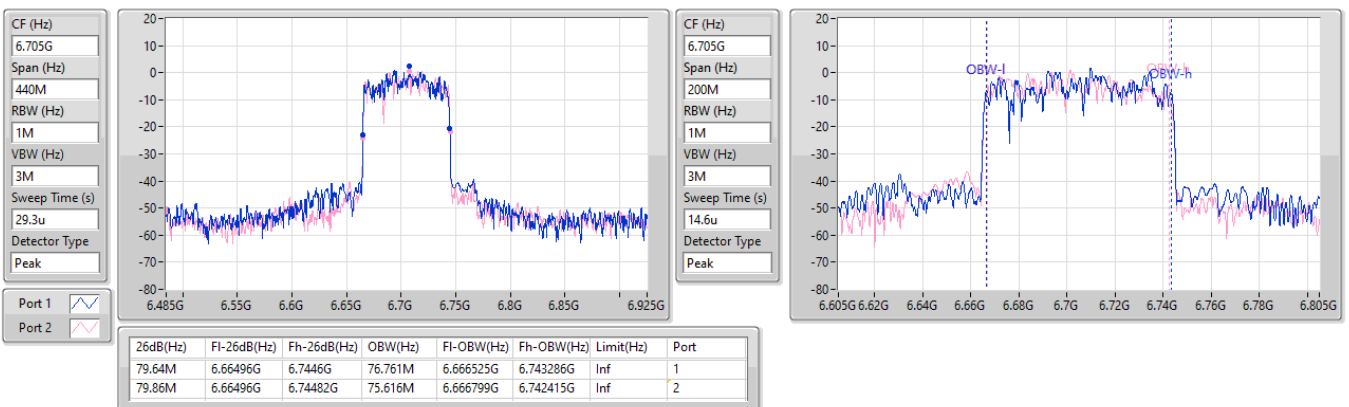 CF (Hz)
6.705G
Span (Hz)
440M
RBW (Hz)
1M
VBW (Hz)
3M
Sweep Time (s)
29.3u
Detector Type
Peak
Port 1
Port 2
20
10
0
-10
-20
-30
-40
-50
-60
-70
-80
6.485G 6.55G 6.6G 6.65G 6.7G 6.75G 6.8G 6.85G 6.925G
CF (Hz)
6.705G
Span (Hz)
200M
RBW (Hz)
1M
VBW (Hz)
3M
Sweep Time (s)
14.6u
Detector Type
Peak
20
10
0
-10
-20
-30
-40
-50
-60
-70
-80
OBW-l
OBW-h
6.605G 6.62G 6.64G 6.66G 6.68G 6.7G 6.72G 6.74G 6.76G 6.78G 6.805G
26dB(Hz) Fl-26dB(Hz) Fh-26dB(Hz) OBW(Hz) Fl-OBW(Hz) Fh-OBW(Hz) Limit(Hz) Port
79.64M 6.66496G 6.7446G 76.761M 6.666525G 6.743286G Inf 1
79.86M 6.66496G 6.74482G 75.616M 6.666799G 6.742415G Inf 2